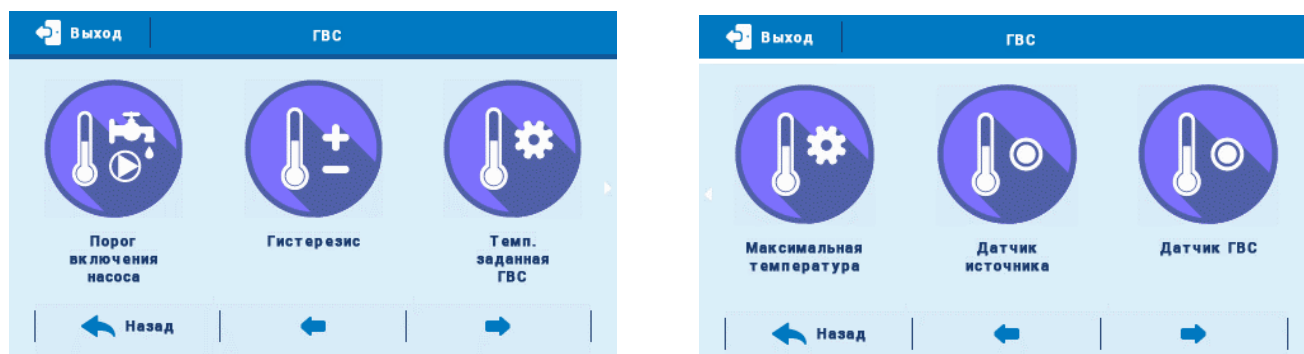 Выход
ГВС
Порог
включения
насоса
Гистерезис
Темп.
заданная
ГВС
Назад
Выход
ГВС
Максимальная
температура
Датчик
источника
Датчик ГВС
Назад